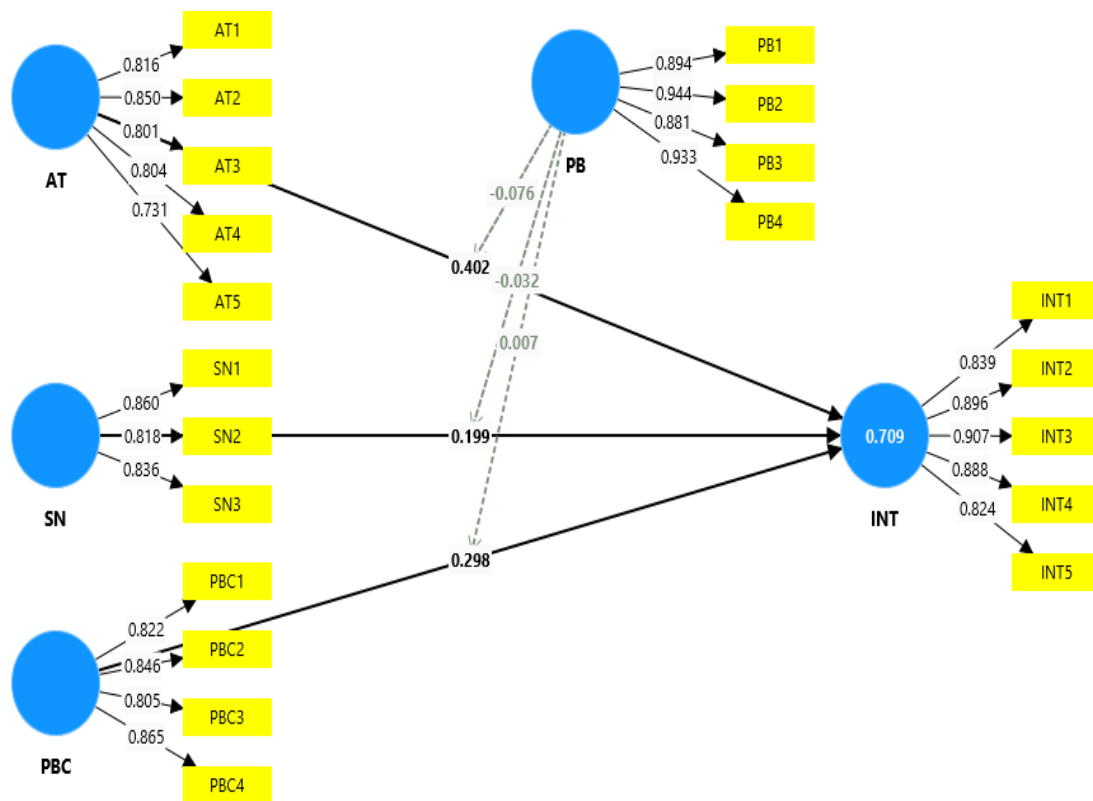 AT1
0.816
AT2
0.850
0.801
AT3
AT
0.804
0.731
AT4
AT5
PB1
0.894
0.944
PB2
0.881
PB
0.933
PB3
PB4
-0.076
0.402
-0.032
0.007
SN1
0.860
0.818
SN2
0.836
SN3
SN
0.199
0.298
INT1
0.839
INT2
0.896
0.709
0.907
INT3
0.888
INT4
0.824
INT
INT5
PBC1
0.822
PBC2
0.846
0.805
PBC3
0.865
PBC
PBC4